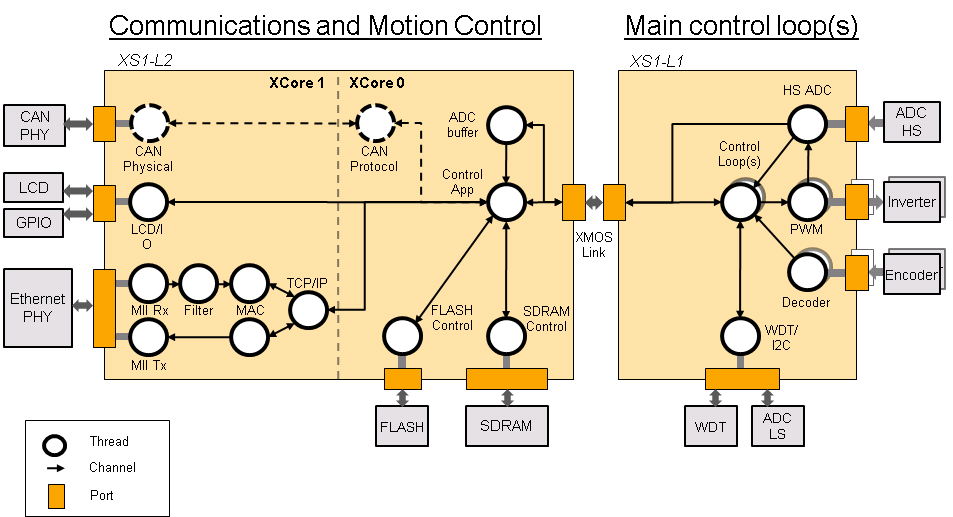 Communications and Motion Control
Main control loop(s)
XS1-L2
XS1-L1
XCore 1
XCore 0
CAN
PHY
CAN
Physical
CAN
Protocol
ADC
buffer
Control
App
LCD
GPIO
LCD/I
O
Ethernet
PHY
MII Rx
Filter
MAC
TCP/IP
MII Tx
FLASH
Control
SDRAM
Control
FLASH
SDRAM
XMOS
Link
HS ADC
ADC
HS
Control
Loop(s)
PWM
Inverter
Decoder
Encoder
WDT/
I2C
WDT
ADC
LS
Thread
Channel
Port